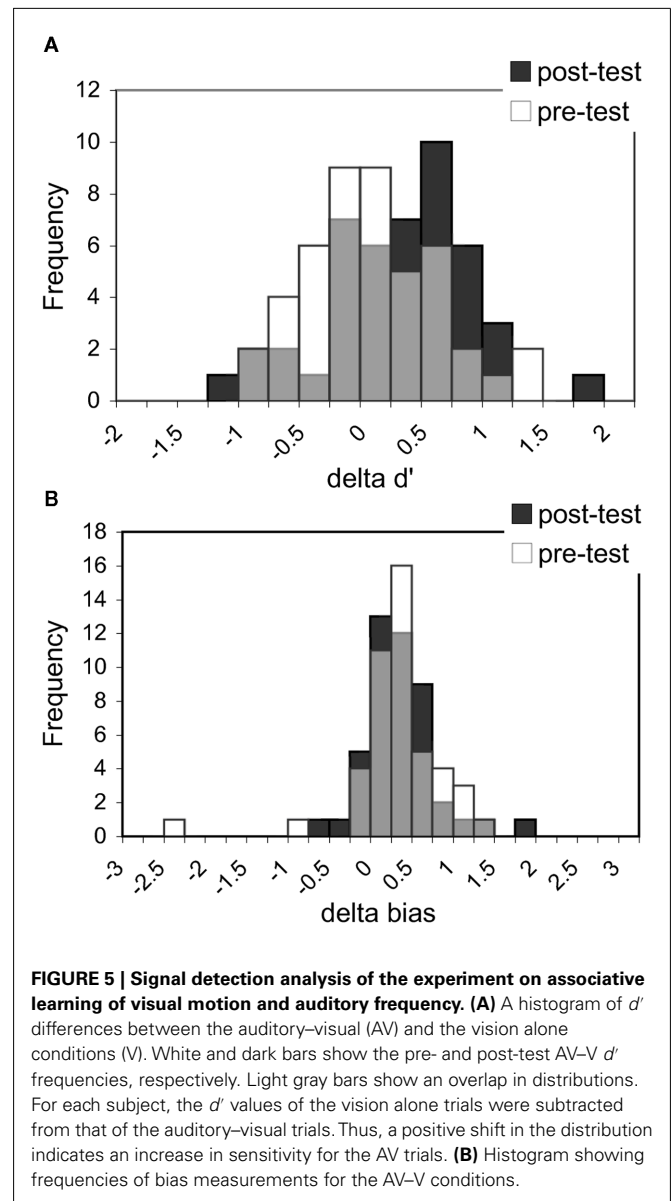 A
post-test
pre-test
12
10
8
6
4
2
0
Frequency
-2
-1.5
-1
-0.5
0
0.5
1
1.5
2
delta d'
B
post-test
pre-test
18
16
14
12
10
8
6
4
2
0
Frequency
-3
-2.5
-2
-1.5
-1
-0.5
0
0.5
1
1.5
2
2.5
3
delta bias
FIGURE 5 | Signal detection analysis of the experiment on associative
learning of visual motion and auditory frequency. (A) A histogram of d′
differences between the auditory–visual (AV) and the vision alone
conditions (V). White and dark bars show the pre- and post-test AV–V d′
frequencies, respectively. Light gray bars show an overlap in distributions.
For each subject, the d′ values of the vision alone trials were subtracted
from that of the auditory–visual trials. Thus, a positive shift in the distribution
indicates an increase in sensitivity for the AV trials. (B) Histogram showing
frequencies of bias measurements for the AV–V conditions.